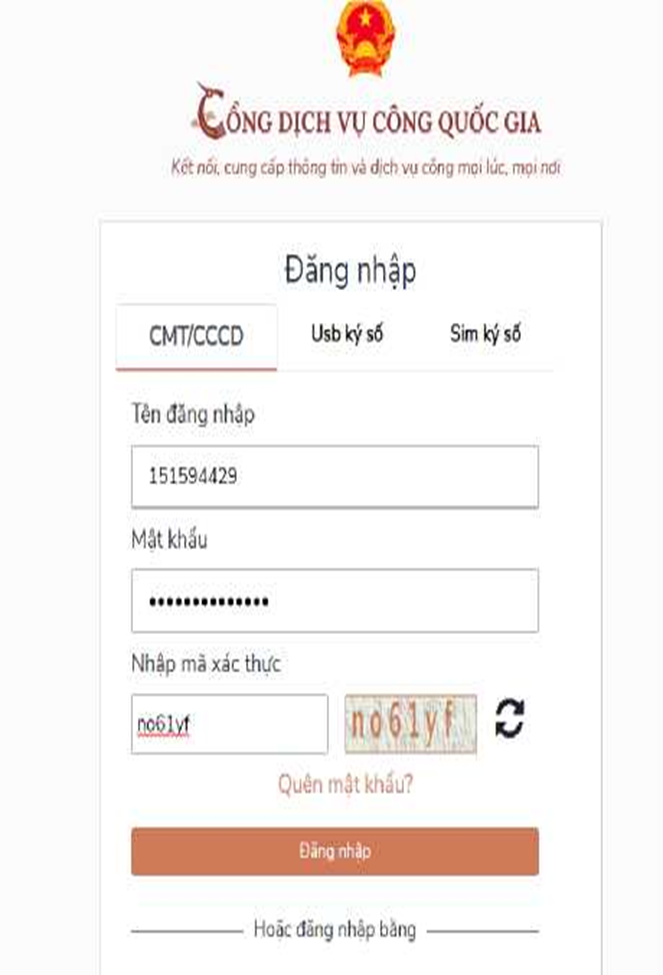 CỔNG DỊCH VỤ CÔNG QUỐC GIA
Kết nối, cung cấp thông tin và dịch vụ công mọi lúc, mọi nơi
Đăng nhập
CMT/CCCD Usb ký số Sim ký số
Tên đăng nhập
151594429
Mật khẩu
••••••••••••••
Nhập mã xác thực
no61yf no61yf
Quên mật khẩu?
Đăng nhập
Hoặc đăng nhập bằng